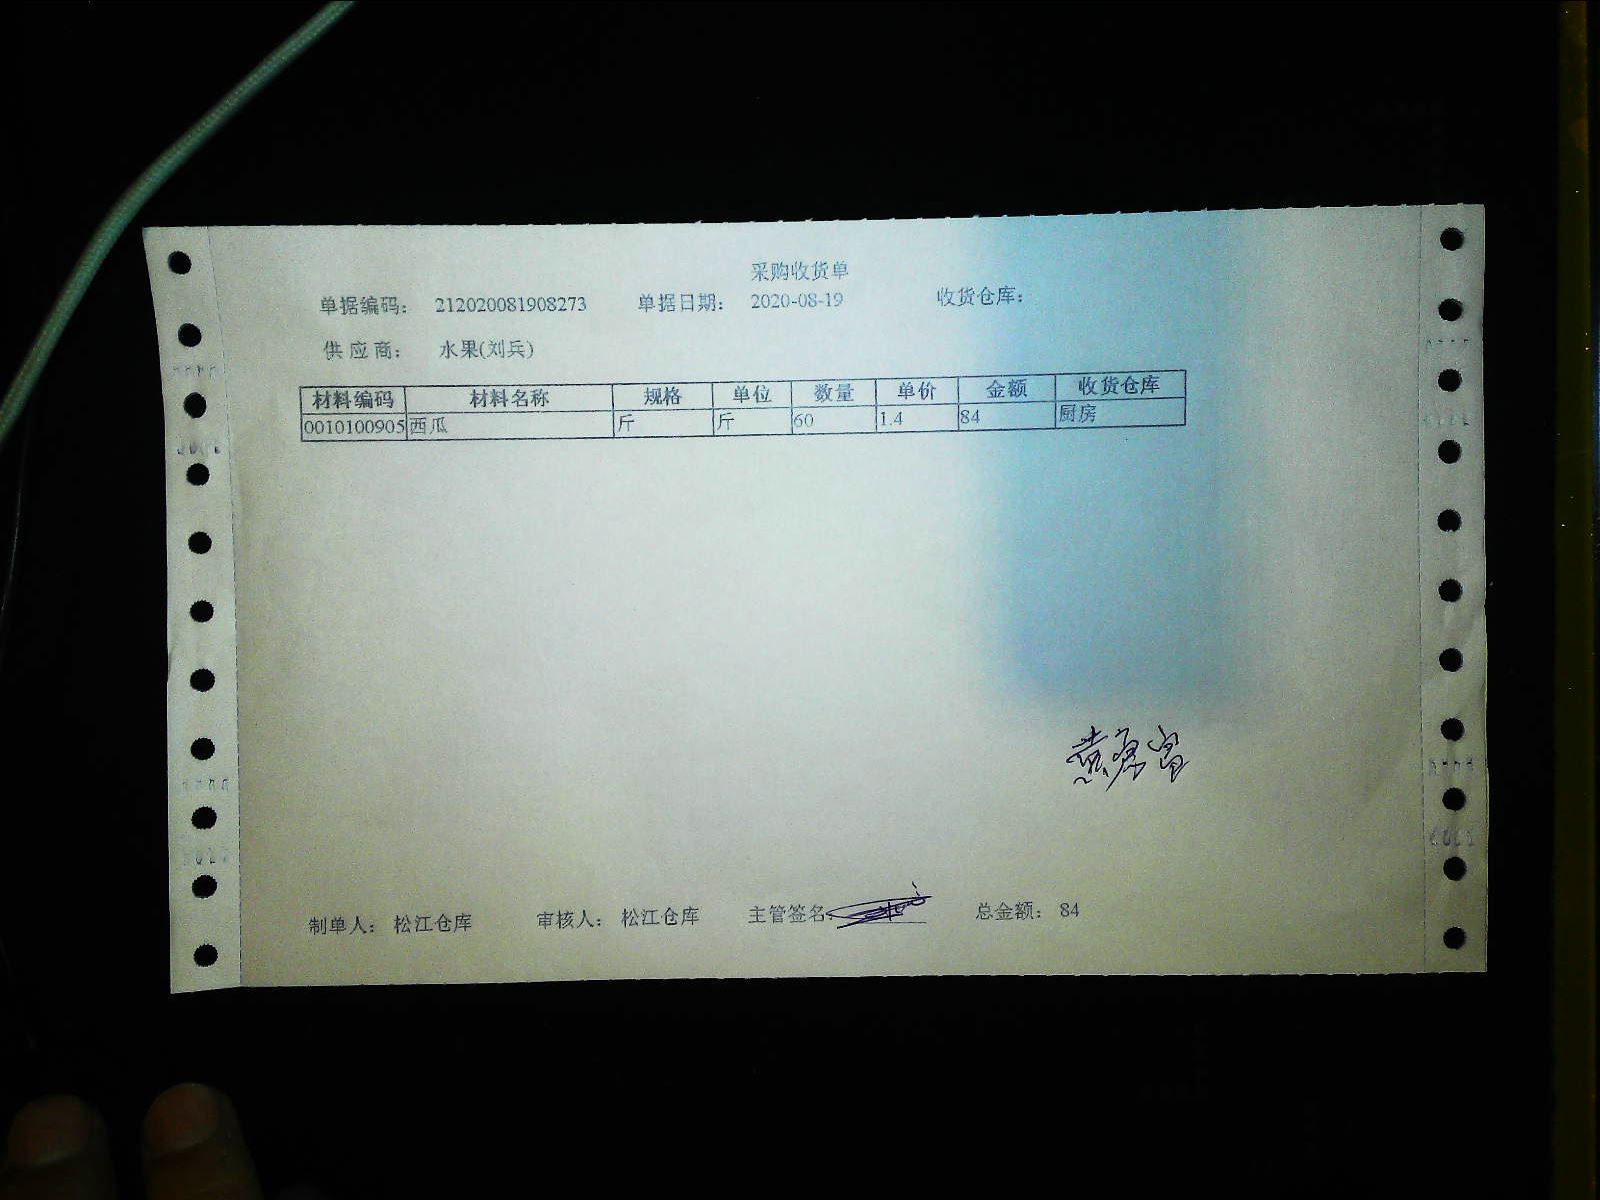 采购收货单
单据编码： 212020081908273 单据日期： 2020-08-19 收货仓库：
供 应 商： 水果(刘兵)
材料编码 材料名称 规格 单位 数量 单价 金额 收货仓库
0010100905 西瓜 斤 斤 60 1.4 84 厨房
制单人： 松江仓库 审核人： 松江仓库 主管签名 总金额： 84